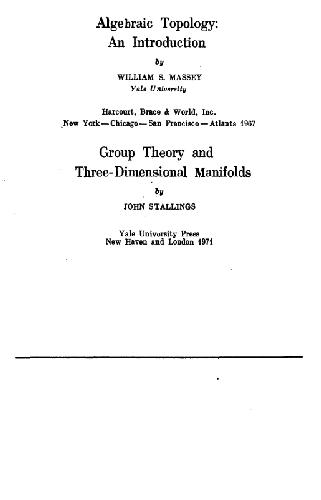 Algebraic Topology:
An Introduction
by
WILLIAM S. MASSEY
Yale University
Harcourt, Brace & World, Inc.
New York—Chicago—San Francisco—Atlanta 1967
Group Theory and
Three-Dimensional Manifolds
by
JOHN STALLINGS
Yale University Press
New Haven and London 1971